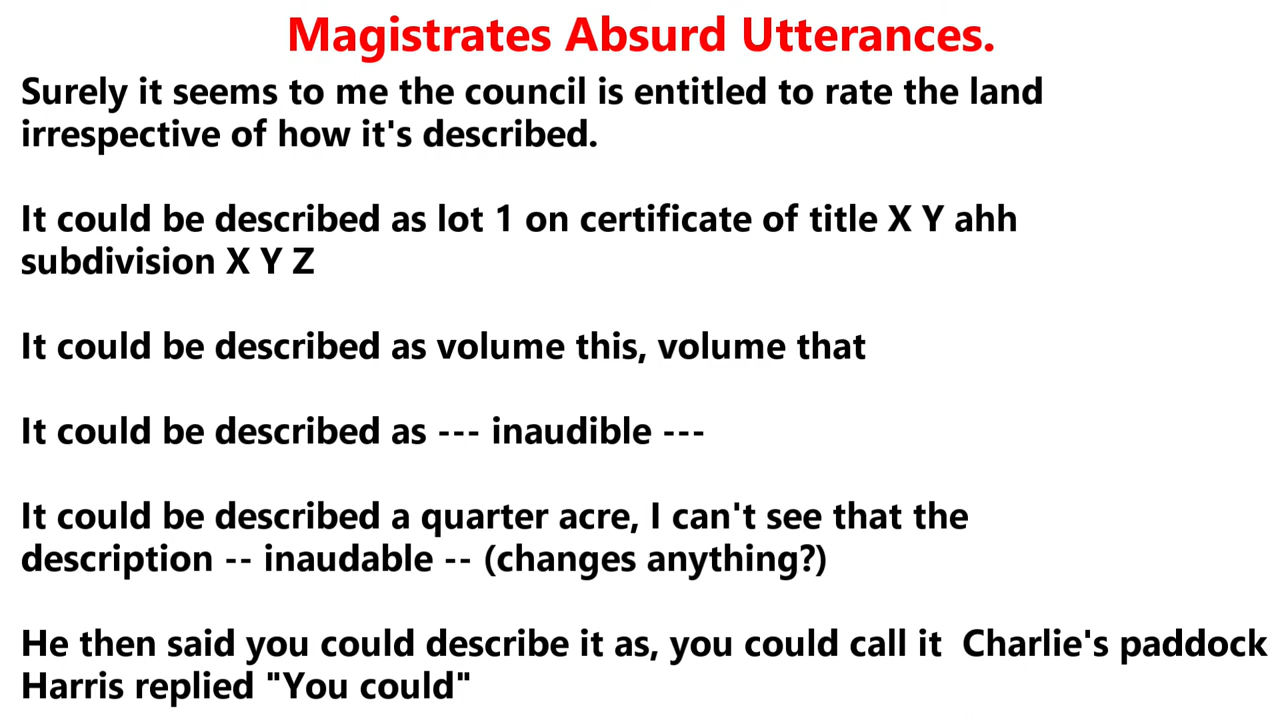 Magistrates Absurd Utterances.
Surely it seems to me the council is entitled to rate the land
irrespective of how it's described.
It could be described as lot 1 on certificate of title X Y ahh
subdivision X Y Z
It could be described as volume this, volume that
It could be described as --- inaudible ---
It could be described a quarter acre, I can't see that the
description -- inaudable -- (changes anything?)
He then said you could describe it as, you could call it  Charlie's paddock
Harris replied "You could"